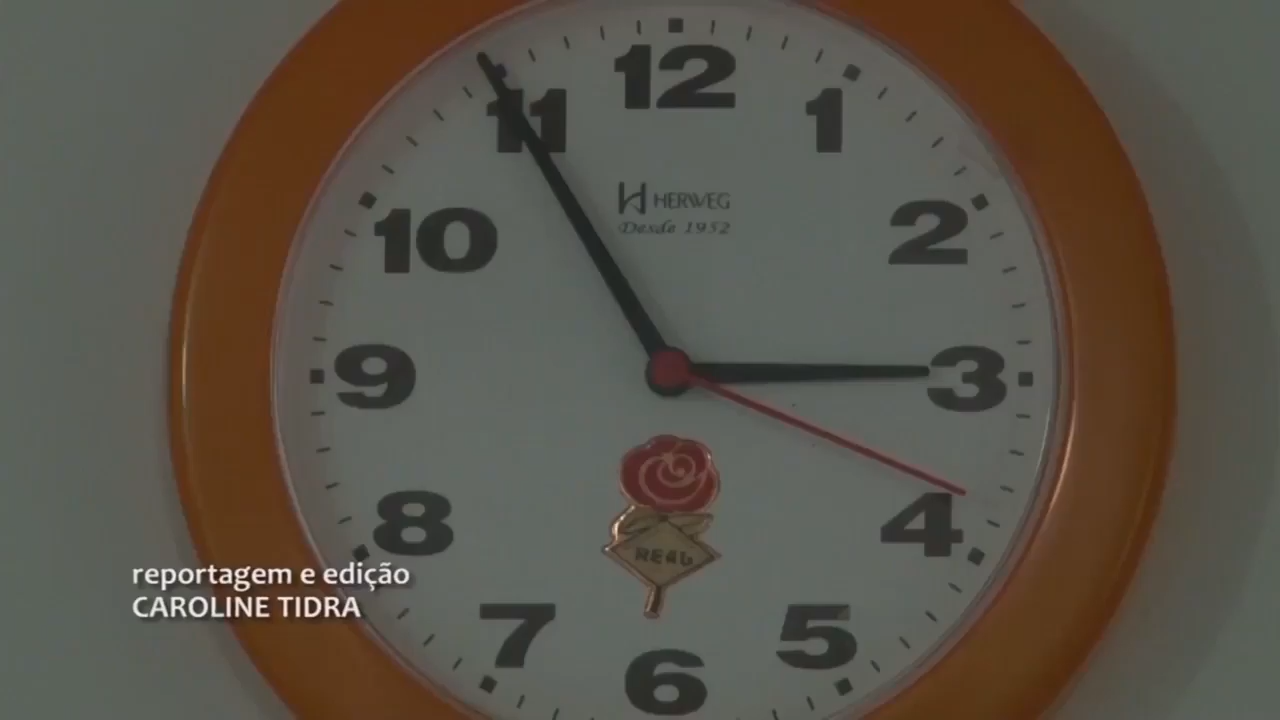 12
11
1
HERWEG
Desde 1952
10
2
9
3
8
4
REAL
reportagem e edição
CAROLINE TIDRA
7
5
6